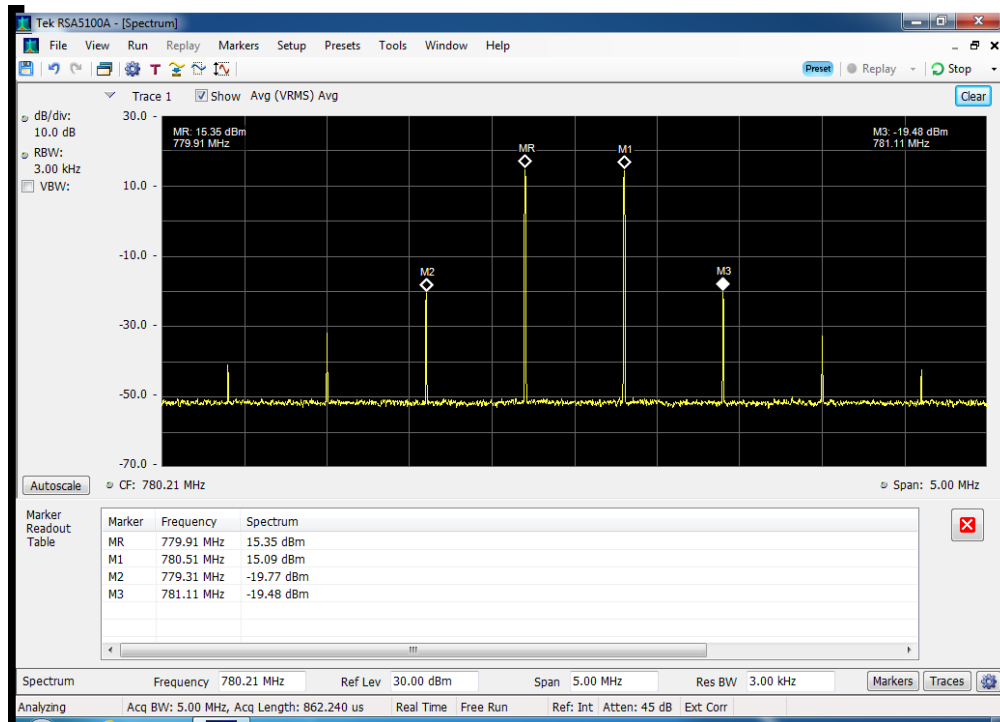 Tek RSA5100A - [Spectrum]
File View Run Replay Markers Setup Presets Tools Window Help
T Preset Replay Stop
Trace 1 Show Avg (VRMS) Avg Clear
dB/div:
10.0 dB
RBW:
3.00 kHz
VBW:
30.0
10.0
-10.0
-30.0
-50.0
-70.0
MR: 15.35 dBm
779.91 MHz
M3: -19.48 dBm
781.11 MHz
MR M1
M2 M3
Autoscale CF: 780.21 MHz Span: 5.00 MHz
Marker
Readout
Table
Marker Frequency Spectrum
MR 779.91 MHz 15.35 dBm
M1 780.51 MHz 15.09 dBm
M2 779.31 MHz -19.77 dBm
M3 781.11 MHz -19.48 dBm
Spectrum Frequency 780.21 MHz Ref Lev 30.00 dBm Span 5.00 MHz Res BW 3.00 kHz Markers Traces
Analyzing Acq BW: 5.00 MHz, Acq Length: 862.240 us Real Time Free Run Ref: Int Atten: 45 dB Ext Corr